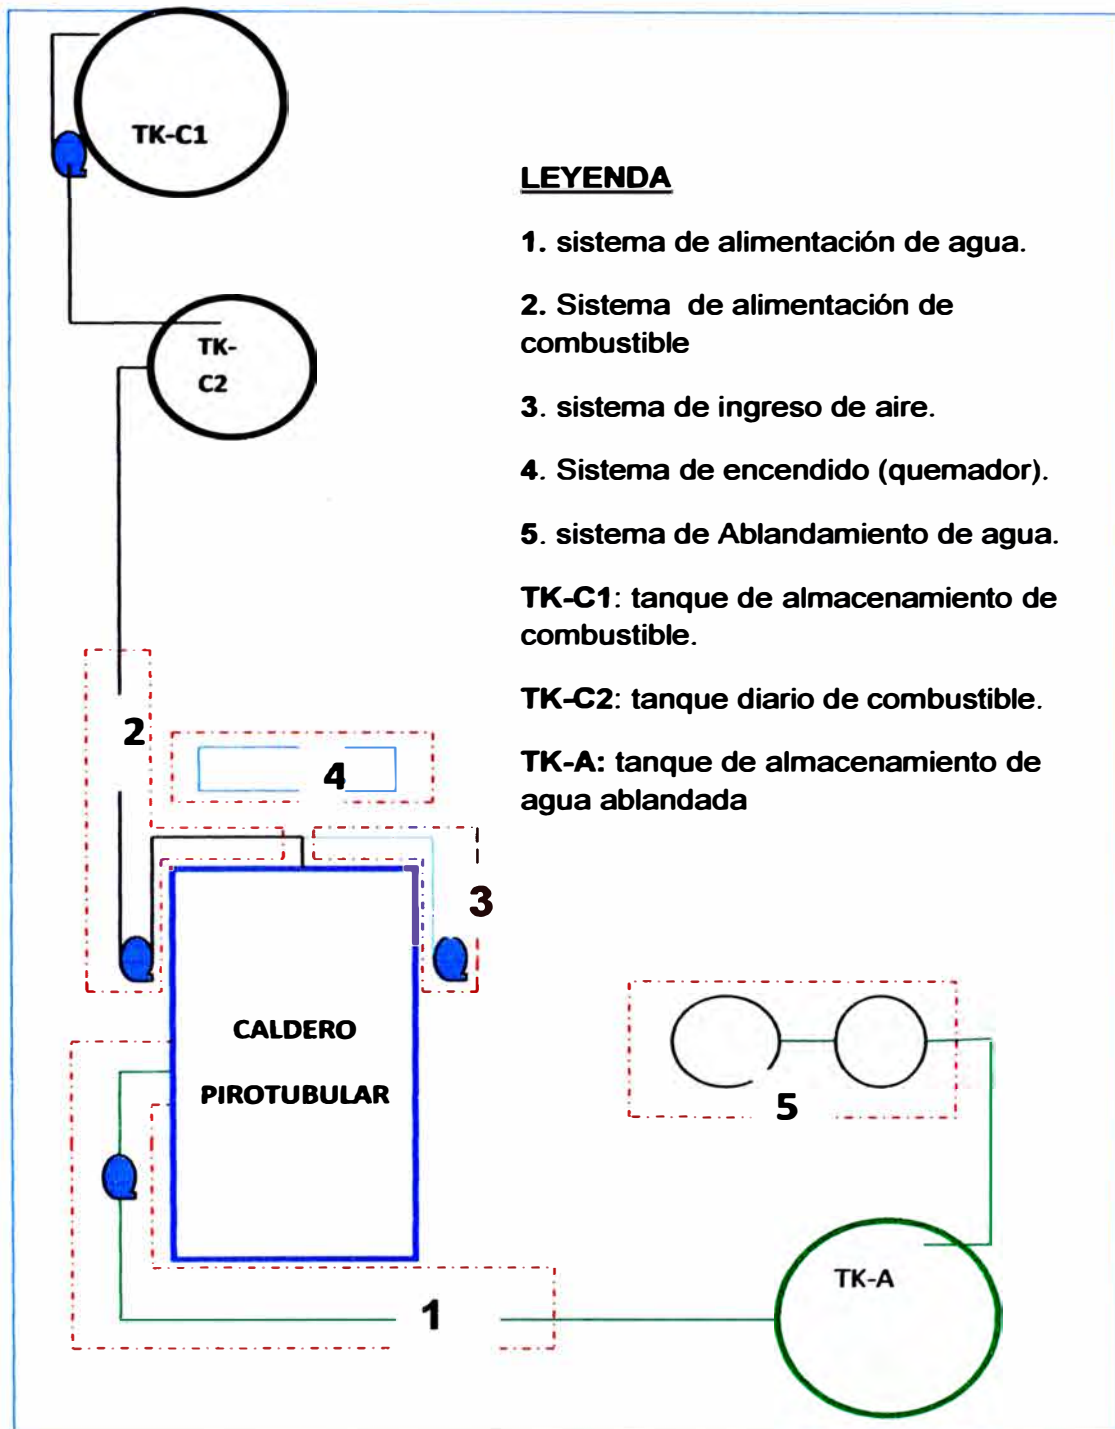 TK-C1
LEYENDA
1. sistema de alimentación de agua.
2. Sistema de alimentación de
combustible
TK-
C2
3. sistema de ingreso de aire.
4. Sistema de encendido (quemador).
5. sistema de Ablandamiento de agua.
TK-C1: tanque de almacenamiento de
combustible.
TK-C2: tanque diario de combustible.
TK-A: tanque de almacenamiento de
agua ablandada
2
4
3
CALDERO
PIROTUBULAR
5
TK-A
1